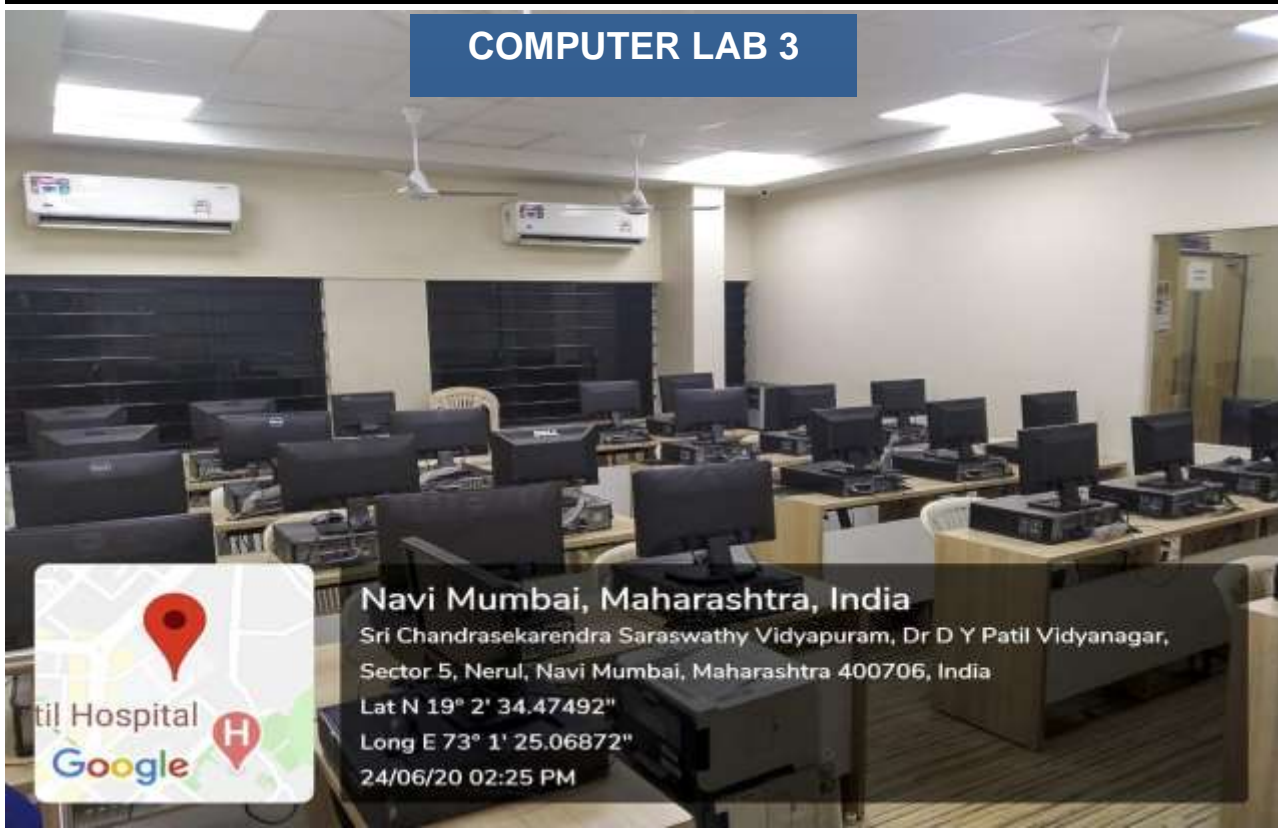 COMPUTER LAB 3
DELL
Navi Mumbai, Maharashtra, India
Sri Chandrasekarendra Saraswathy Vidyapuram, Dr D Y Patil Vidyanagar,
Sector 5, Nerul, Navi Mumbai, Maharashtra 400706, India
Lat N 19° 2' 34.47492"
Long E 73° 1' 25.06872"
24/06/20 02:25 PM
til Hospital
H
Google